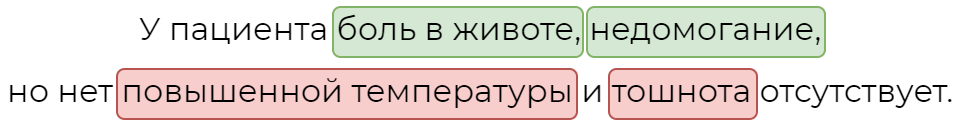 У пациента боль в животе, недомогание,
но нет повышенной температуры и тошнота отсутствует.